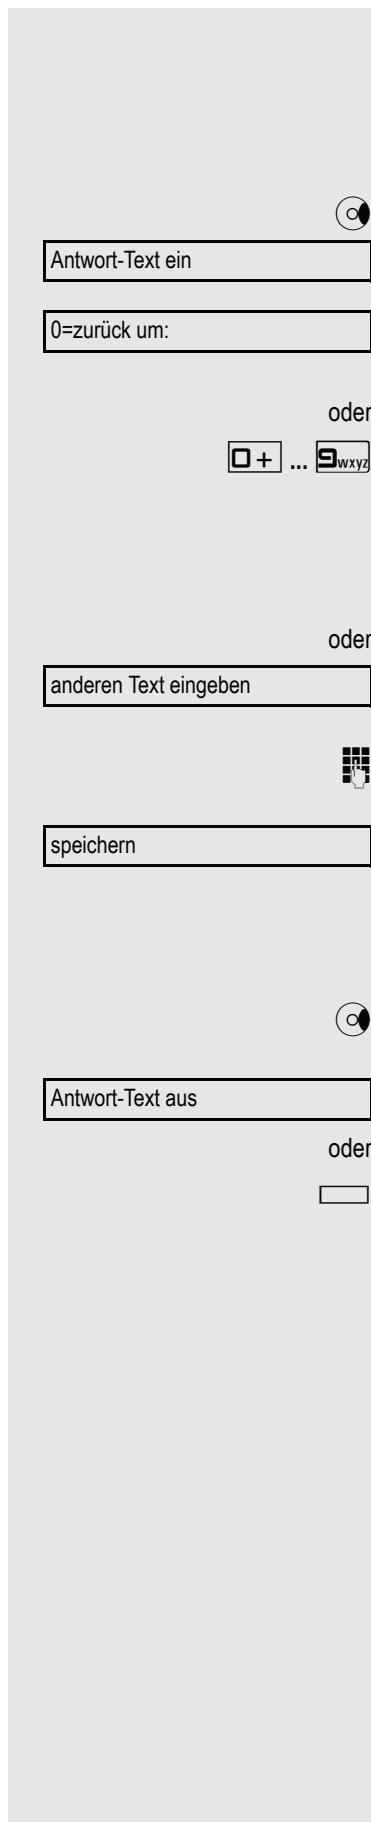 Antwort-Text ein
0=zurück um:
oder
0 + ... 9wxyz
oder
anderen Text eingeben
speichern
Antwort-Text aus
oder